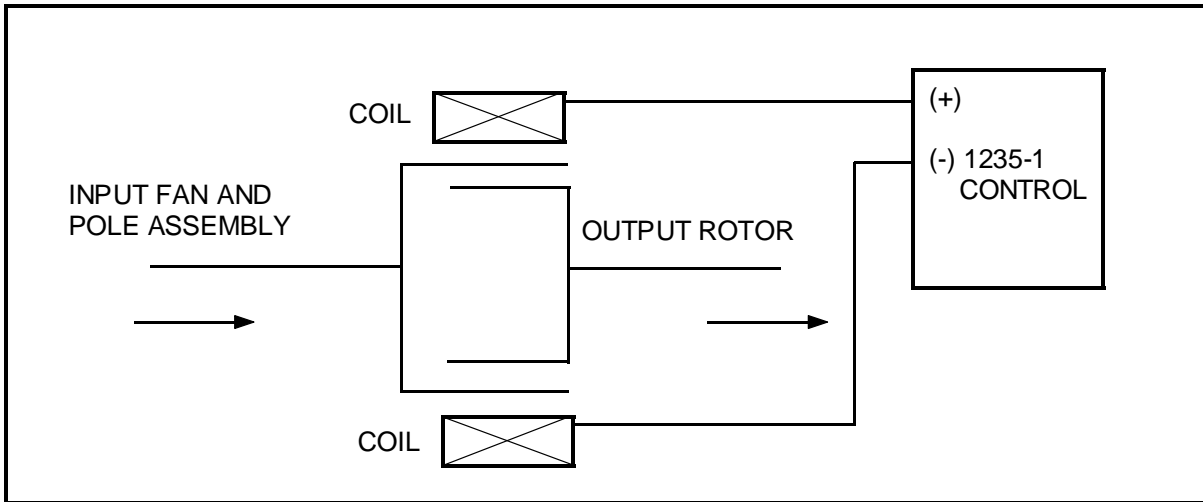 COIL
(+)
(-) 1235-1
CONTROL
INPUT FAN AND
POLE ASSEMBLY
OUTPUT ROTOR
COIL